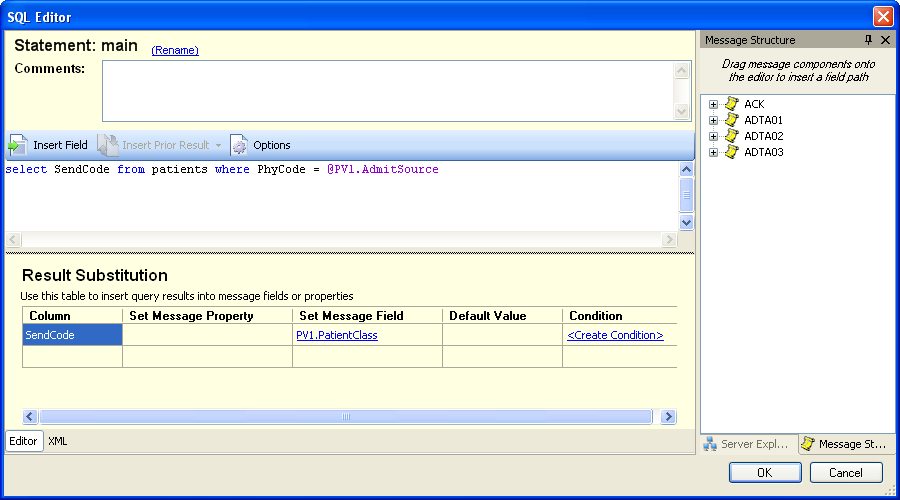 SQL Editor
Statement: main (Rename)
Comments:
Insert Field Insert Prior Result Options
select SendCode from patients where PhyCode = @PV1.AdmitSource
Result Substitution
Use this table to insert query results into message fields or properties
Column Set Message Property Set Message Field Default Value Condition
SendCode PV1.PatientClass <Create Condition>
Editor XML
Message Structure
Drag message components onto
the editor to insert a field path
ACK
ADTA01
ADTA02
ADTA03
Server Expl... Message St...
OK Cancel